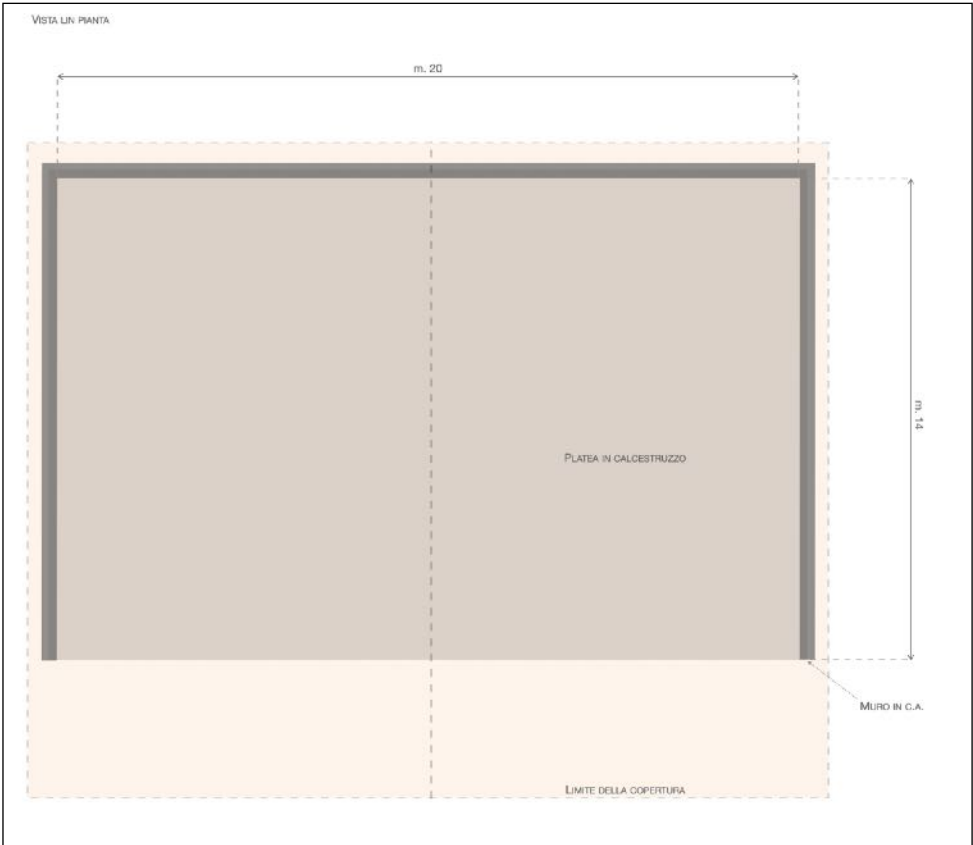 VISTA LIN PIANTA
m. 20
m. 14
PLATEA IN CALCESTRUZZO
MURO IN C.A.
LIMITE DELLA COPERTURA